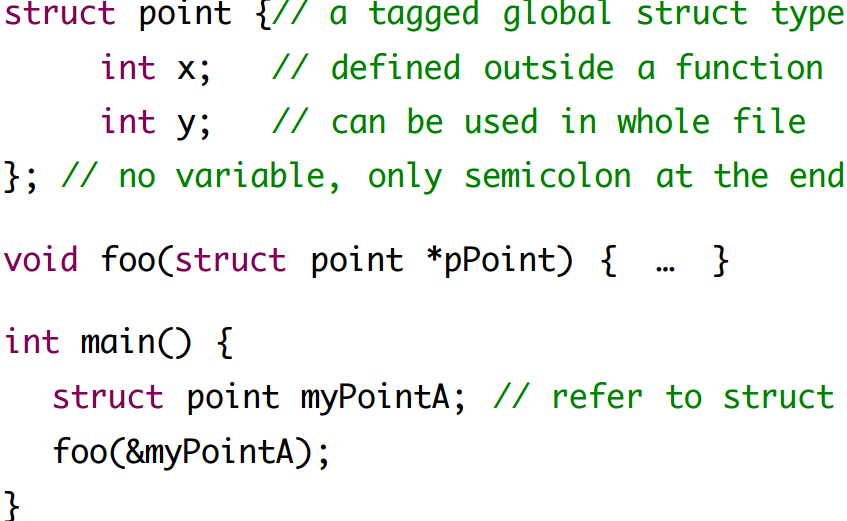 struct point {// a tagged global struct type
int x; // defined outside a function
int y; // can be used in whole file
}; // no variable, only semicolon at the end
void foo(struct point *pPoint) { … }
int main() {
struct point myPointA; // refer to struct
foo(&myPointA);
}